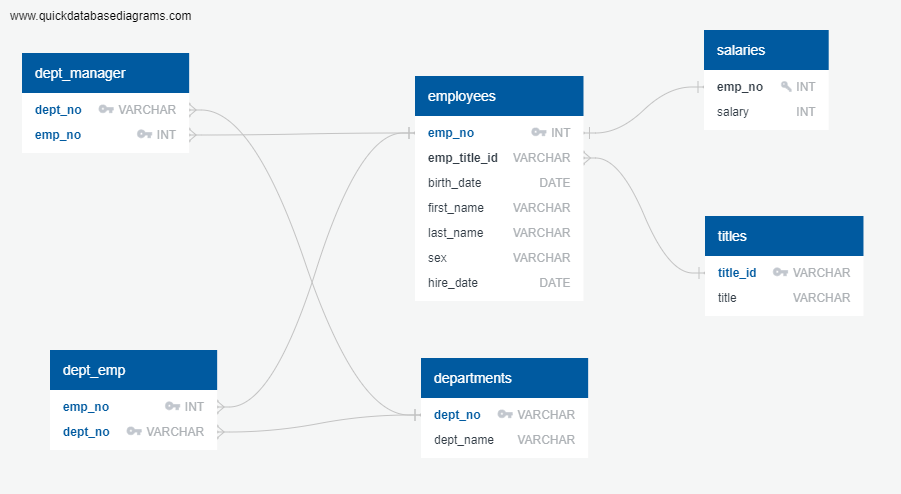 www.quickdatabasediagrams.com
dept_manager
dept_no VARCHAR
emp_no INT
employees
emp_no INT
emp_title_id VARCHAR
birth_date DATE
first_name VARCHAR
last_name VARCHAR
sex VARCHAR
hire_date DATE
salaries
emp_no INT
salary INT
titles
title_id VARCHAR
title VARCHAR
dept_emp
emp_no INT
dept_no VARCHAR
departments
dept_no VARCHAR
dept_name VARCHAR